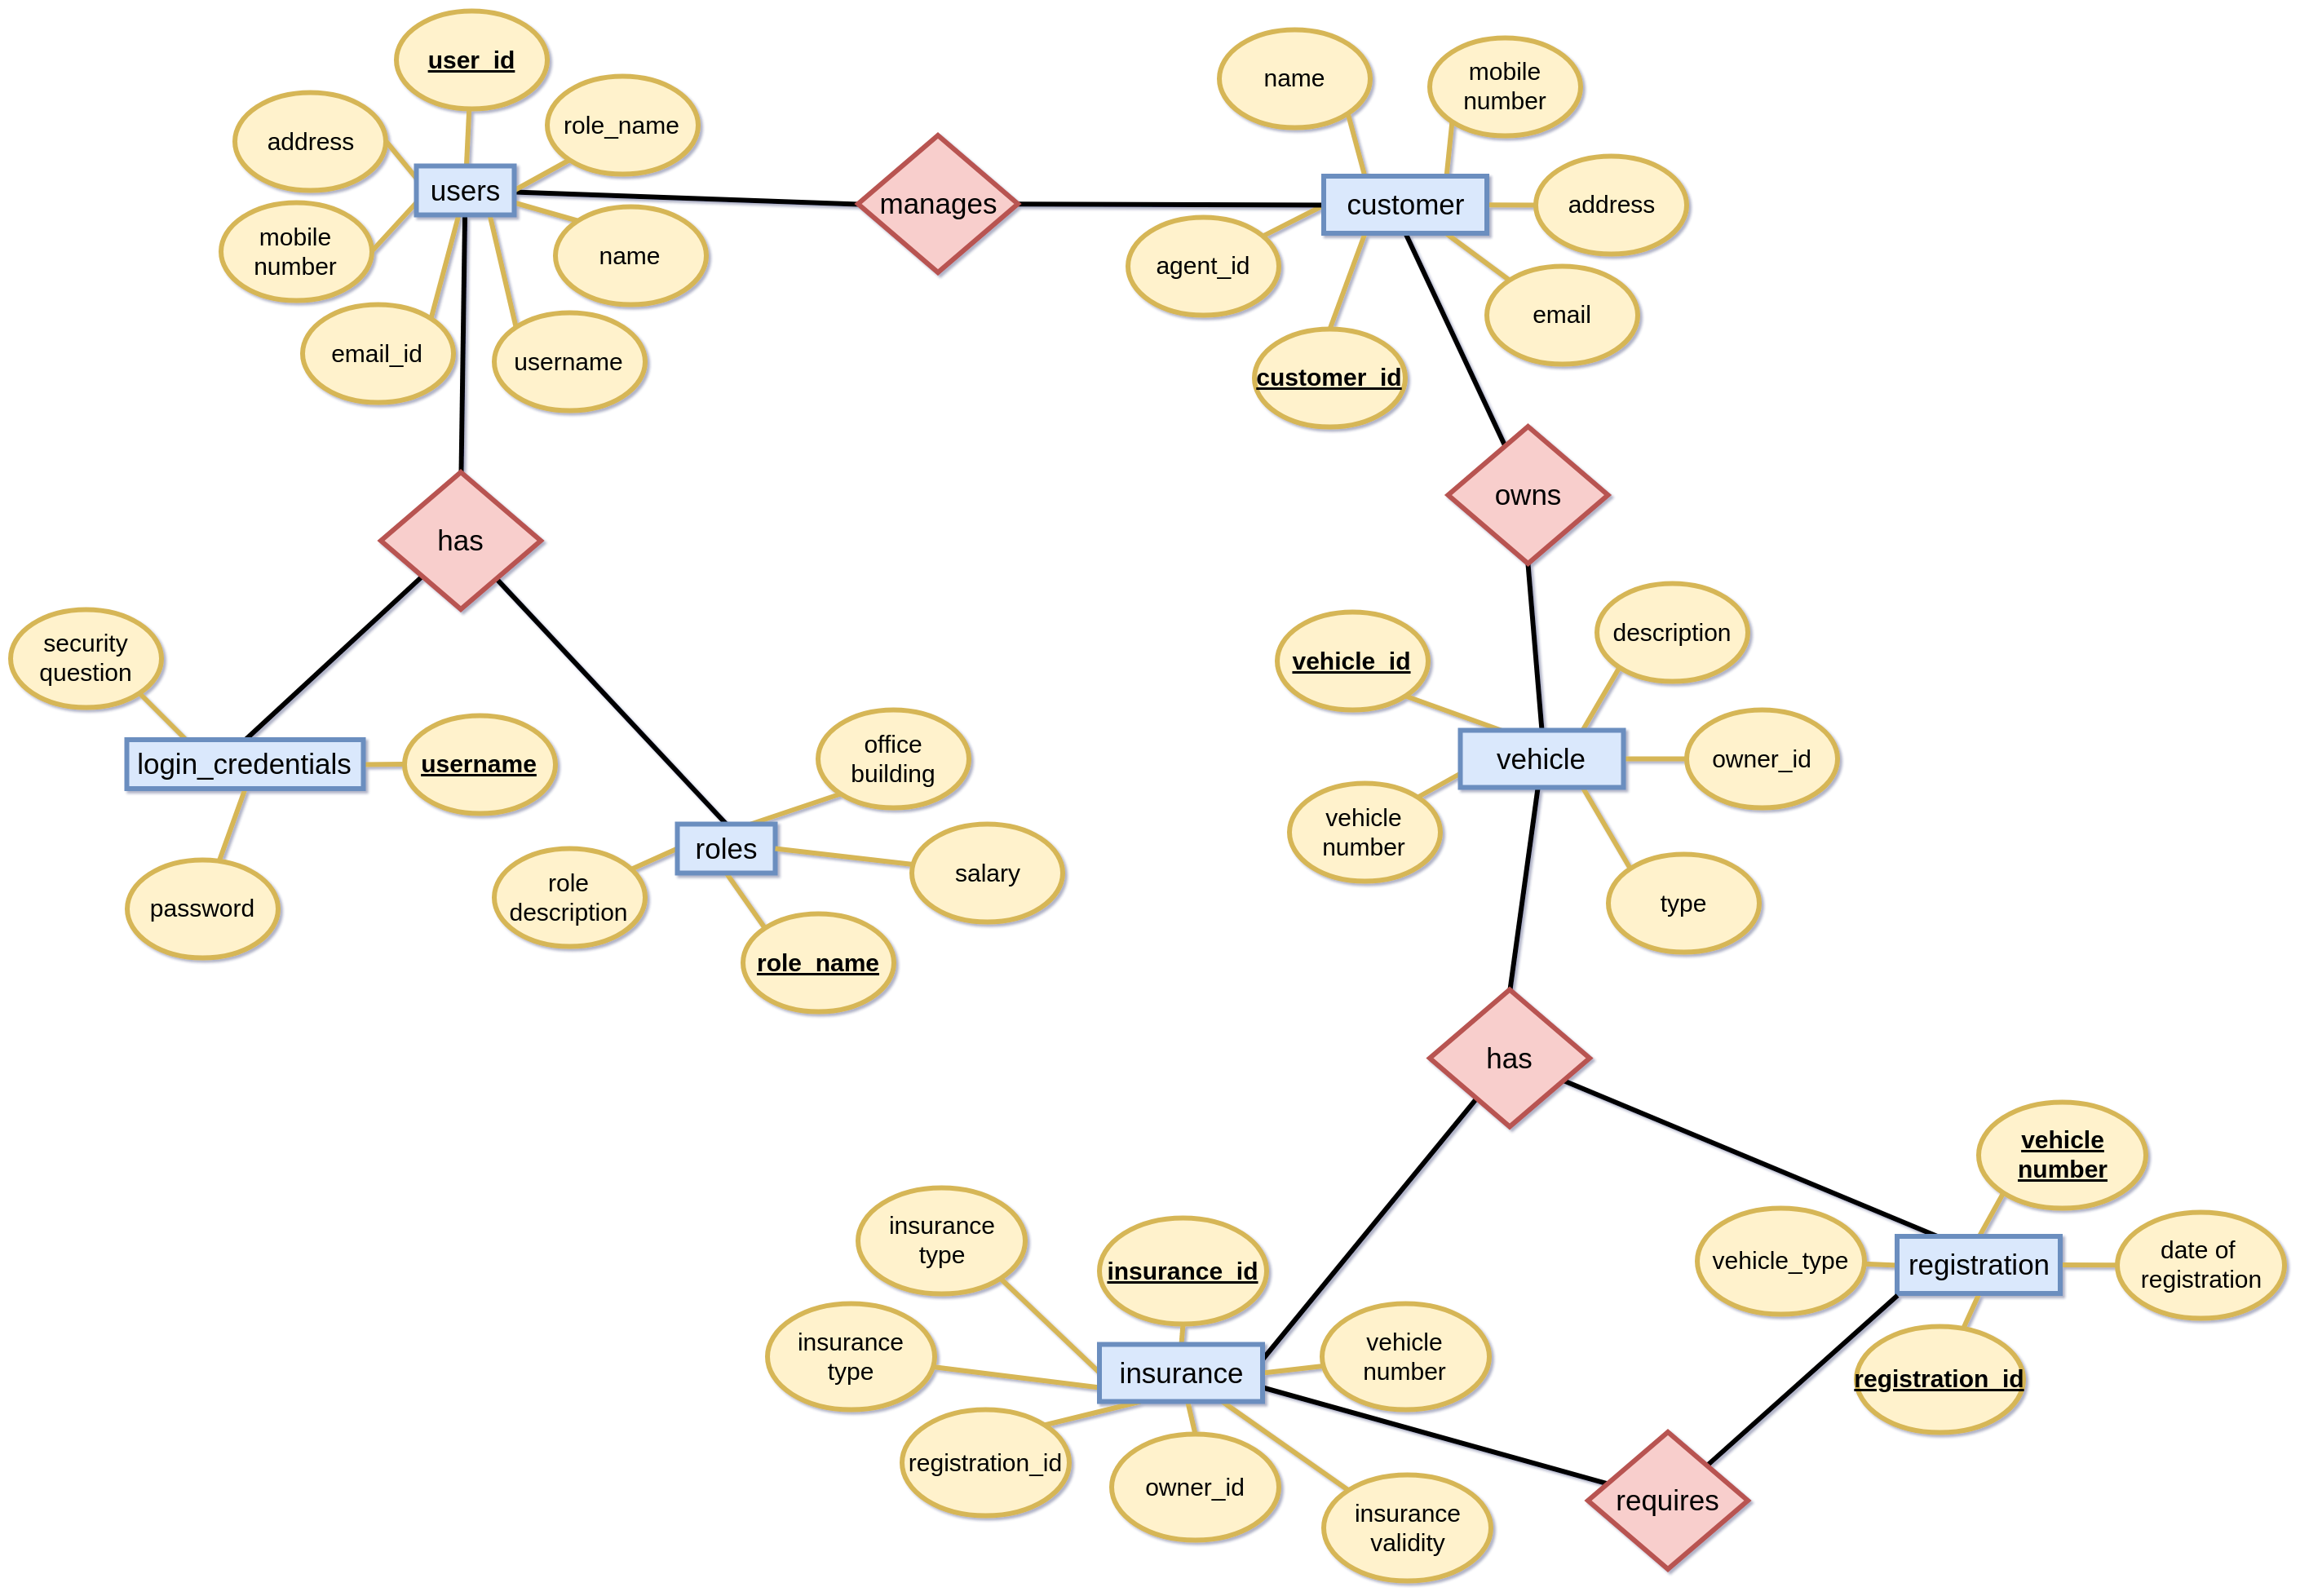 user_id
address
role_name
users
mobile
number
name
email_id
username
manages
name
mobile
number
customer
address
agent_id
email
customer_id
has
owns
security
question
login_credentials
username
password
office
building
roles
salary
role
description
role_name
description
vehicle_id
vehicle
owner_id
vehicle
number
type
has
vehicle
number
vehicle_type
registration
date of
registration
registration_id
insurance
type
insurance_id
insurance
type
insurance
vehicle
number
registration_id
owner_id
insurance
validity
requires